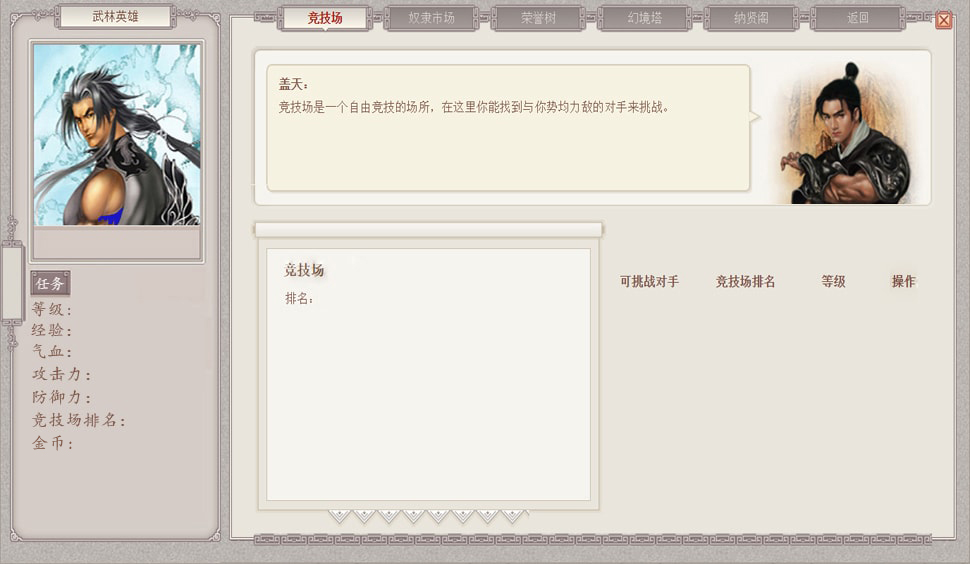 武林英雄
竞技场
奴隶市场
荣誉树
幻境塔
纳贤阁
返回
盖天：
竞技场是一个自由竞技的场所，在这里你能找到与你势均力敌的对手来挑战。
任务
等级：
经验：
气血：
攻击力：
防御力：
竞技场排名：
金币：
竞技场
排名：
可挑战对手
竞技场排名
等级
操作